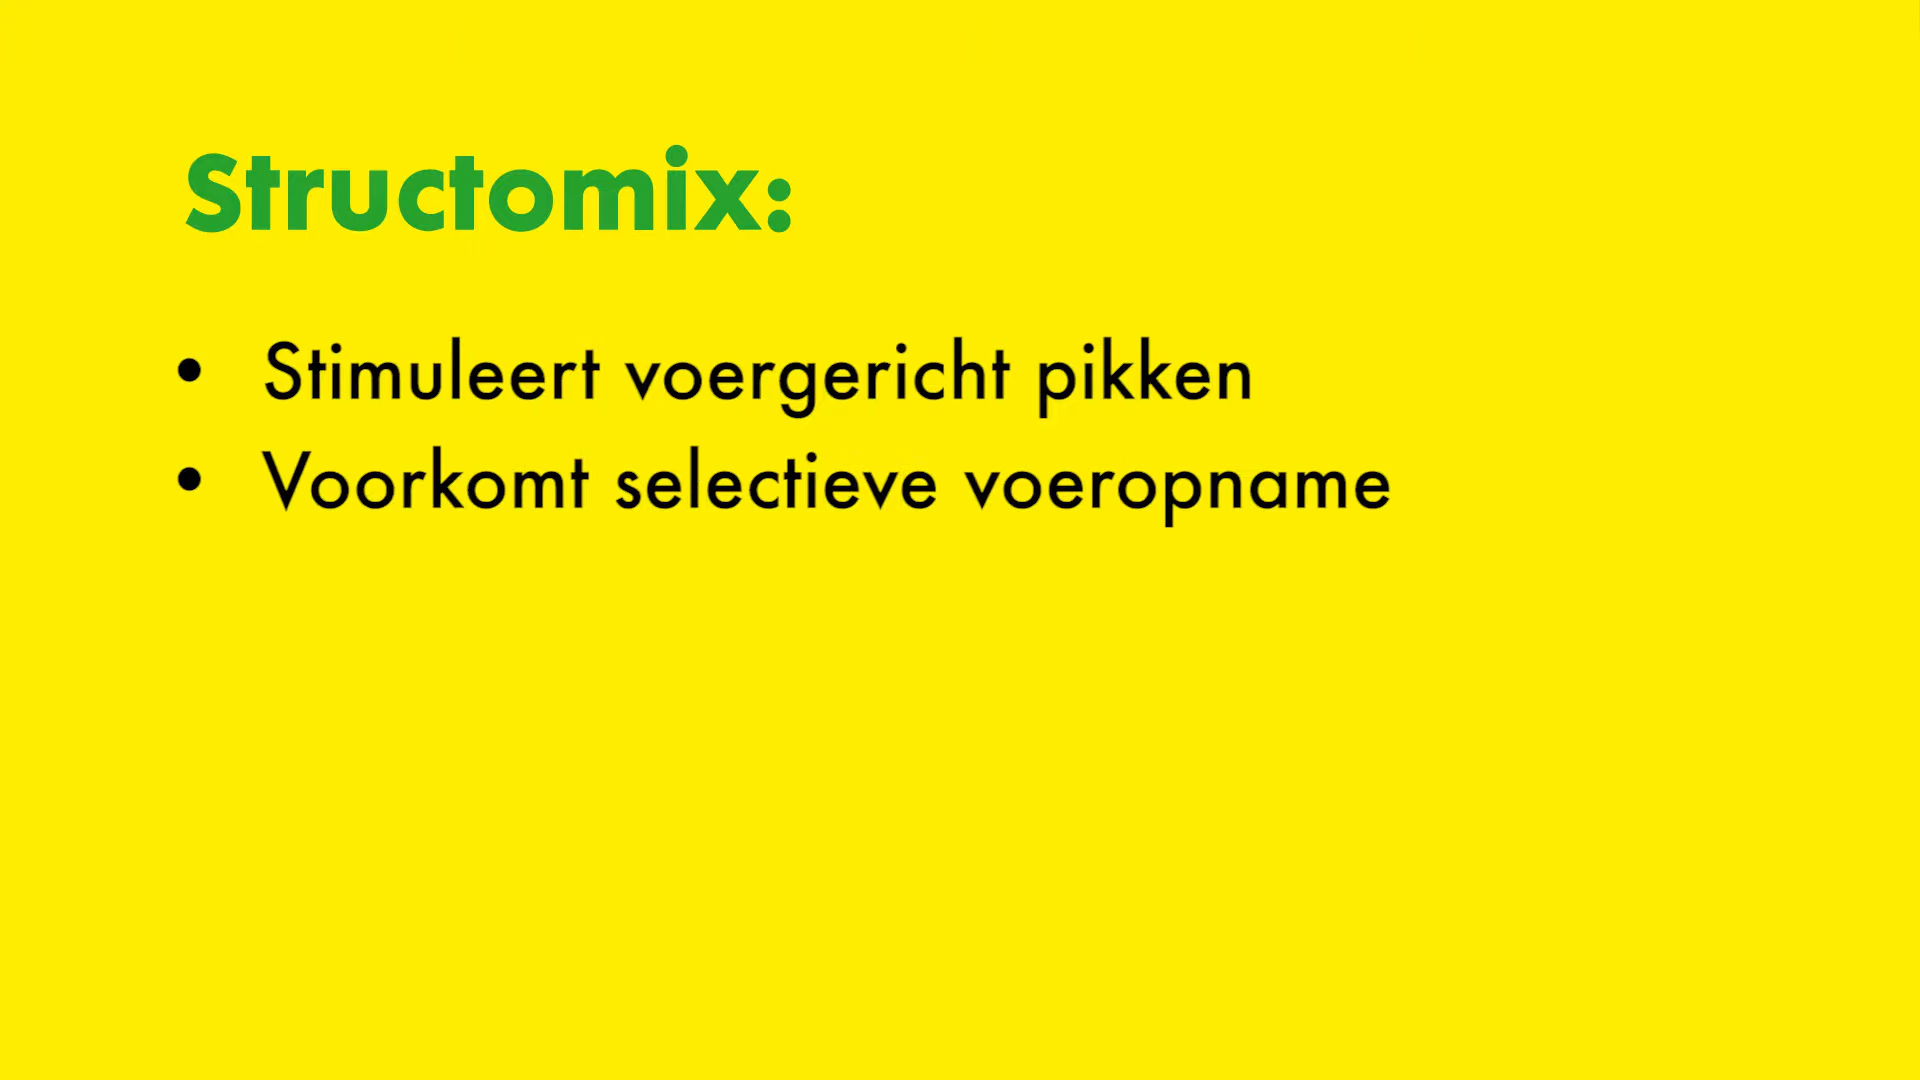 Structomix:
• Stimuleert voergericht pikken
• Voorkomt selectieve voeropname